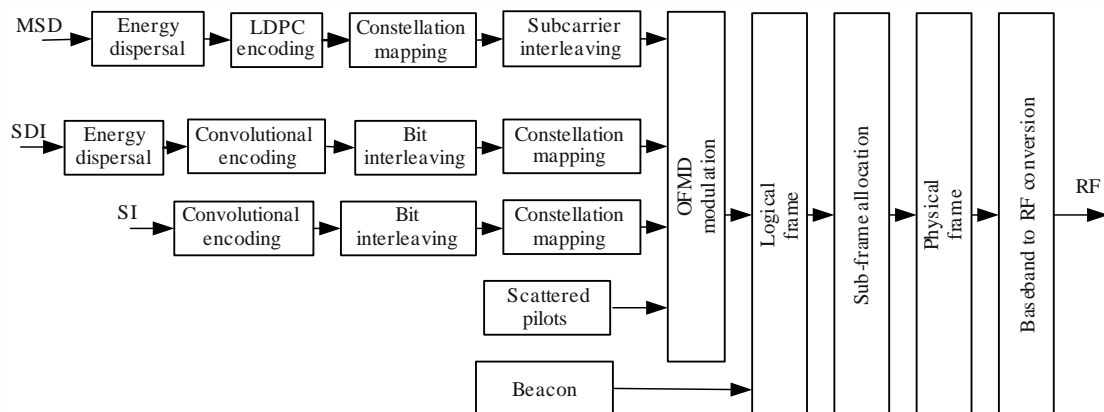 MSD
Energy
dispersal
LDPC
encoding
Constellation
mapping
Subcarrier
interleaving
SDI
Energy
dispersal
Convolutional
encoding
Bit
interleaving
Constellation
mapping
SI
Convolutional
encoding
Bit
interleaving
Constellation
mapping
Scattered
pilots
Beacon
OFMD
modulation
Logical
frame
Sub-frame allocation
Physical
frame
Baseband to RF conversion
RF